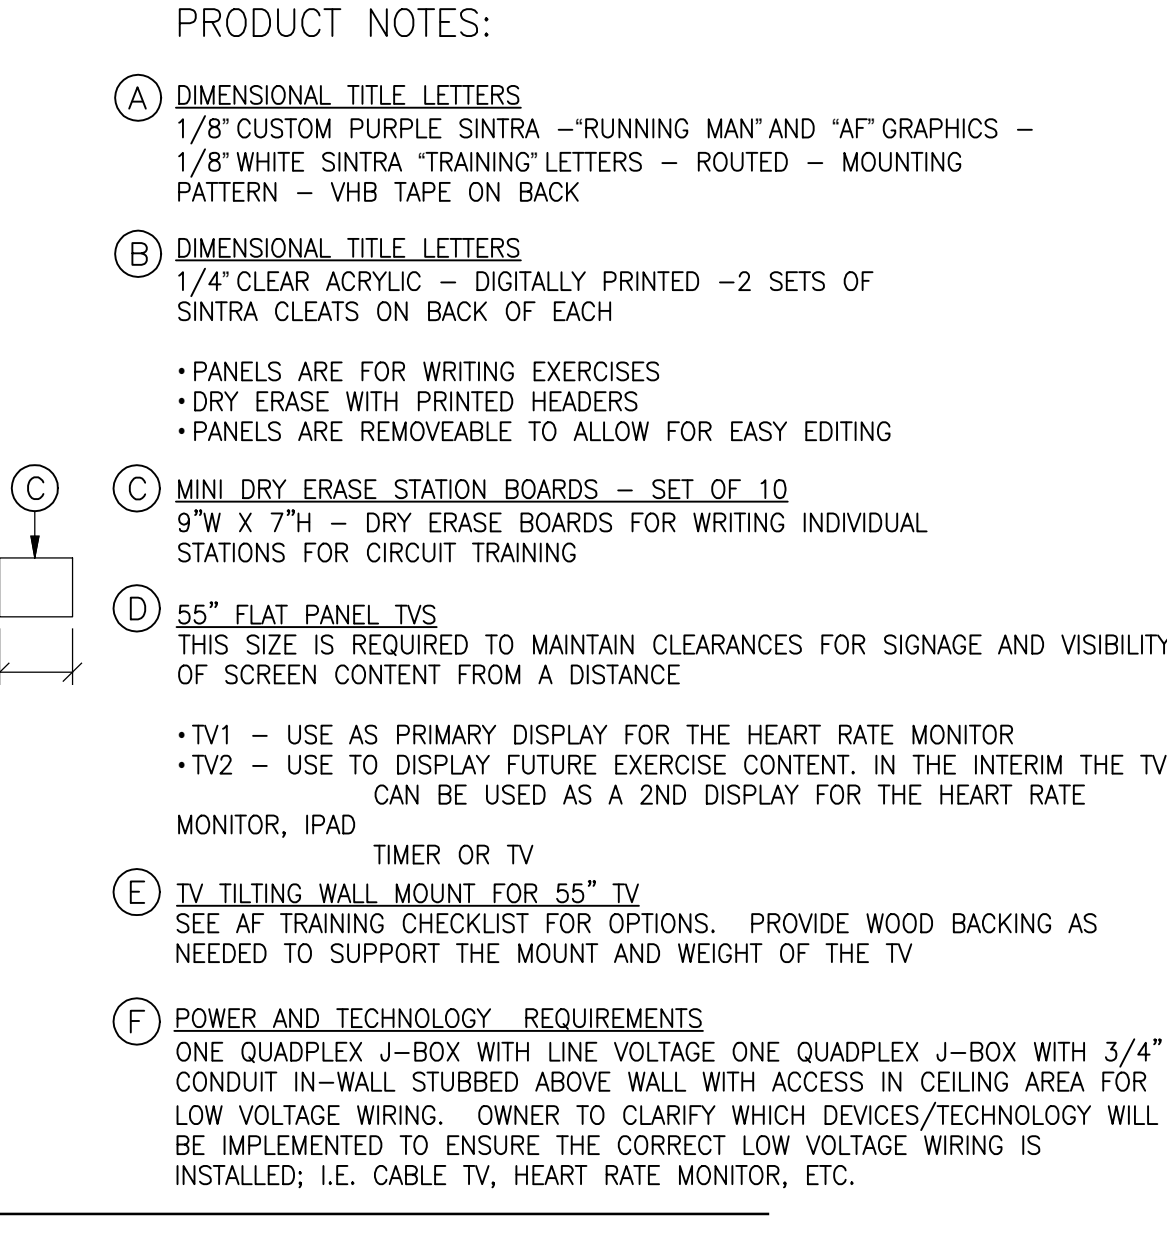 PRODUCT NOTES:
A DIMENSIONAL TITLE LETTERS
1/8" CUSTOM PURPLE SINTRA –"RUNNING MAN" AND "AF" GRAPHICS –
1/8" WHITE SINTRA "TRAINING" LETTERS – ROUTED – MOUNTING
PATTERN – VHB TAPE ON BACK
B DIMENSIONAL TITLE LETTERS
1/4" CLEAR ACRYLIC – DIGITALLY PRINTED –2 SETS OF
SINTRA CLEATS ON BACK OF EACH
• PANELS ARE FOR WRITING EXERCISES
• DRY ERASE WITH PRINTED HEADERS
• PANELS ARE REMOVEABLE TO ALLOW FOR EASY EDITING
C
C MINI DRY ERASE STATION BOARDS – SET OF 10
9"W X 7"H – DRY ERASE BOARDS FOR WRITING INDIVIDUAL
STATIONS FOR CIRCUIT TRAINING
D 55" FLAT PANEL TVS
THIS SIZE IS REQUIRED TO MAINTAIN CLEARANCES FOR SIGNAGE AND VISIBILITY
OF SCREEN CONTENT FROM A DISTANCE
• TV1 – USE AS PRIMARY DISPLAY FOR THE HEART RATE MONITOR
• TV2 – USE TO DISPLAY FUTURE EXERCISE CONTENT. IN THE INTERIM THE TV
CAN BE USED AS A 2ND DISPLAY FOR THE HEART RATE
MONITOR, IPAD
TIMER OR TV
E TV TILTING WALL MOUNT FOR 55" TV
SEE AF TRAINING CHECKLIST FOR OPTIONS. PROVIDE WOOD BACKING AS
NEEDED TO SUPPORT THE MOUNT AND WEIGHT OF THE TV
F POWER AND TECHNOLOGY REQUIREMENTS
ONE QUADPLEX J–BOX WITH LINE VOLTAGE ONE QUADPLEX J–BOX WITH 3/4"
CONDUIT IN–WALL STUBBED ABOVE WALL WITH ACCESS IN CEILING AREA FOR
LOW VOLTAGE WIRING. OWNER TO CLARIFY WHICH DEVICES/TECHNOLOGY WILL
BE IMPLEMENTED TO ENSURE THE CORRECT LOW VOLTAGE WIRING IS
INSTALLED; I.E. CABLE TV, HEART RATE MONITOR, ETC.